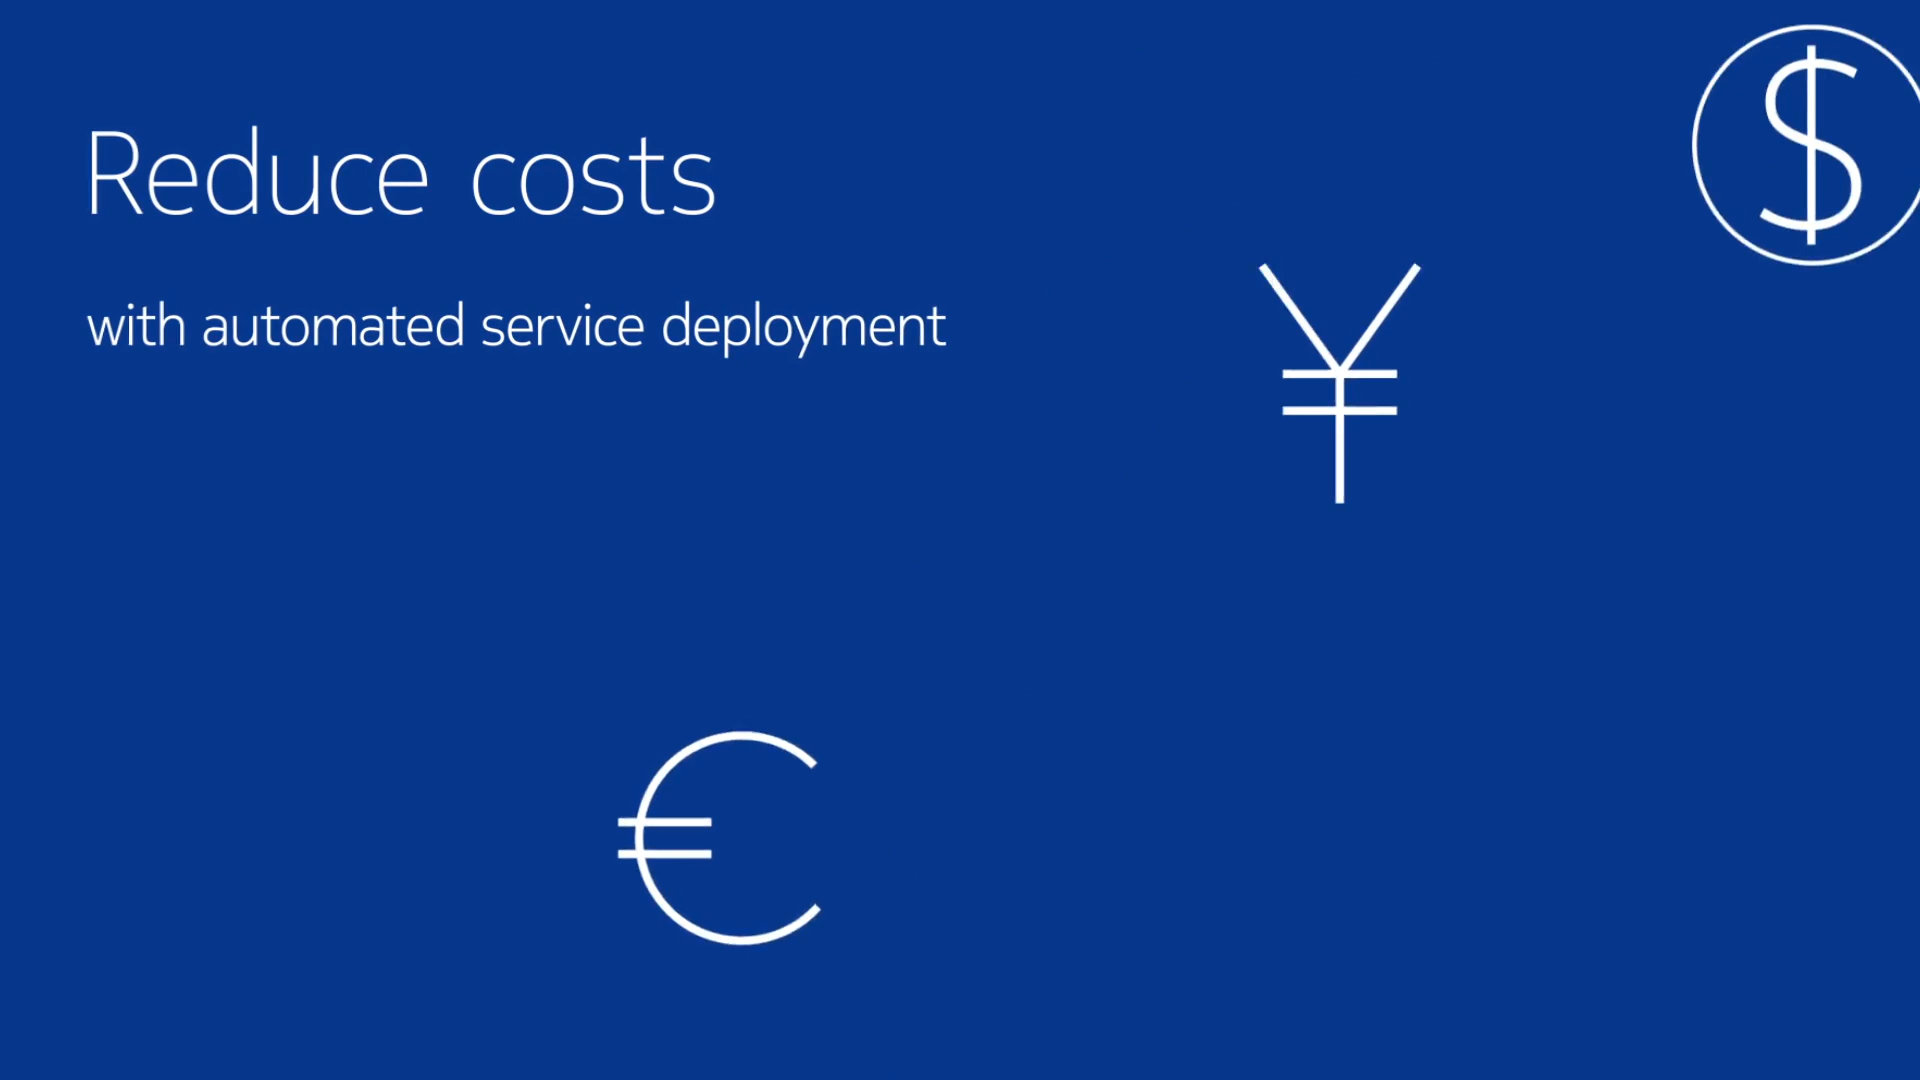 Reduce costs
with automated service deployment
$
¥
€